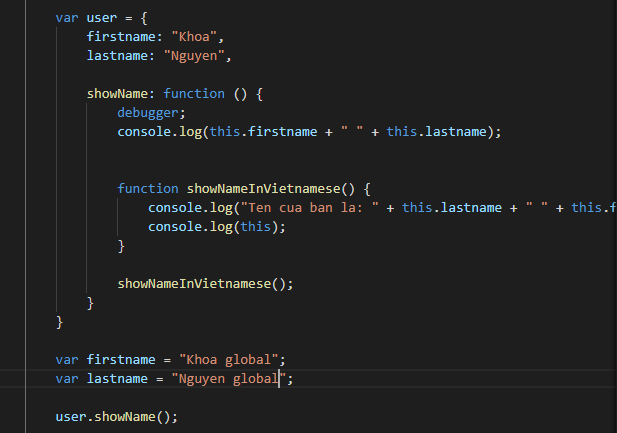 var user = {
firstname: "Khoa",
lastname: "Nguyen",
showName: function () {
debugger;
console.log(this.firstname + " " + this.lastname);
function showNameInVietnamese() {
console.log("Ten cua ban la: " + this.lastname + " " + this.f
console.log(this);
}
showNameInVietnamese();
}
}
var firstname = "Khoa global";
var lastname = "Nguyen global";
user.showName();